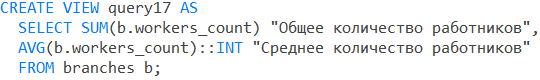 CREATE VIEW query17 AS
SELECT SUM(b.workers_count) "Общее количество работников",
AVG(b.workers_count)::INT "Среднее количество работников"
FROM branches b;